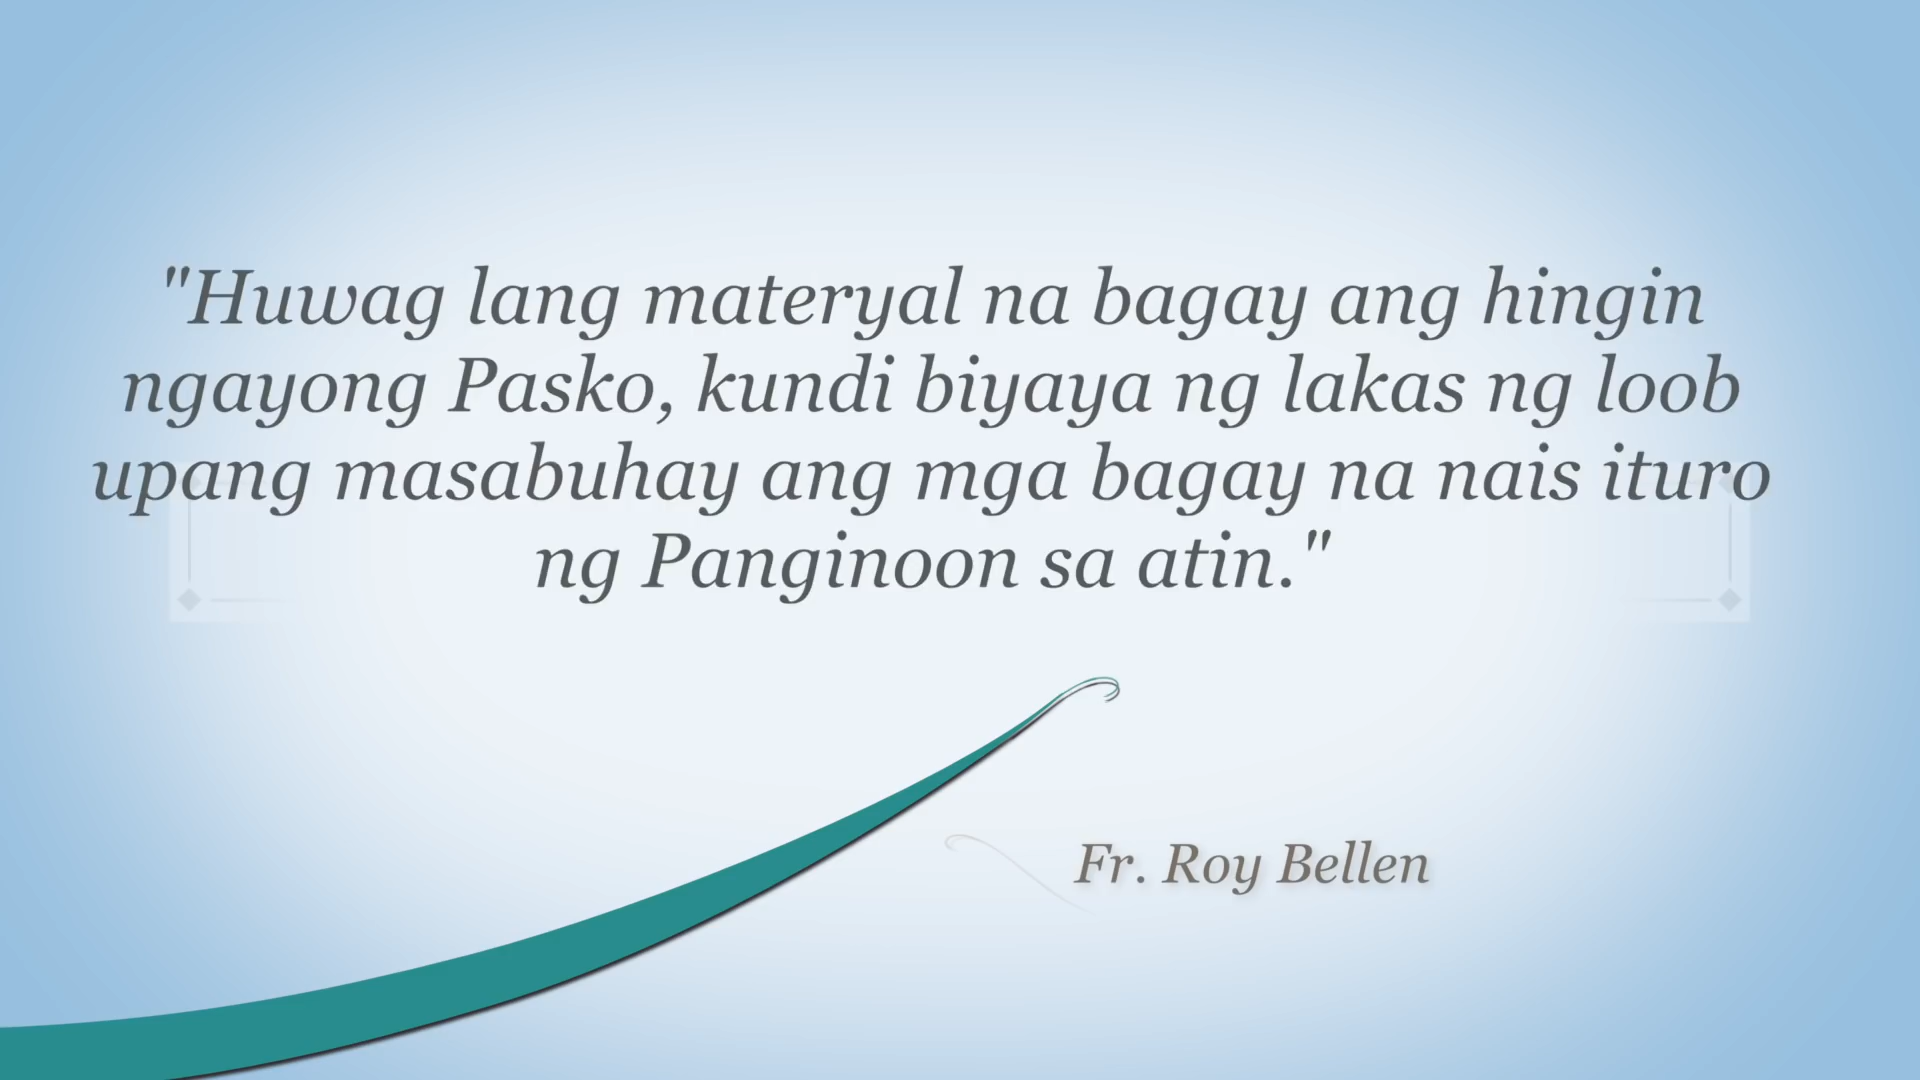 "Huwag lang materyal na bagay ang hingin
ngayong Pasko, kundi biyaya ng lakas ng loob
upang masabuhay ang mga bagay na nais ituro
ng Panginoon sa atin."
Fr. Roy Bellen